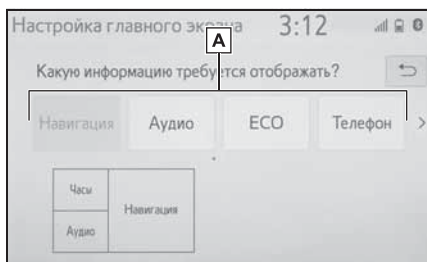 Настройка главного экрана 3:12
A
Какую информацию требуется отображать?
Навигация Аудио ECO Телефон >
Часы
Навигация
Аудио